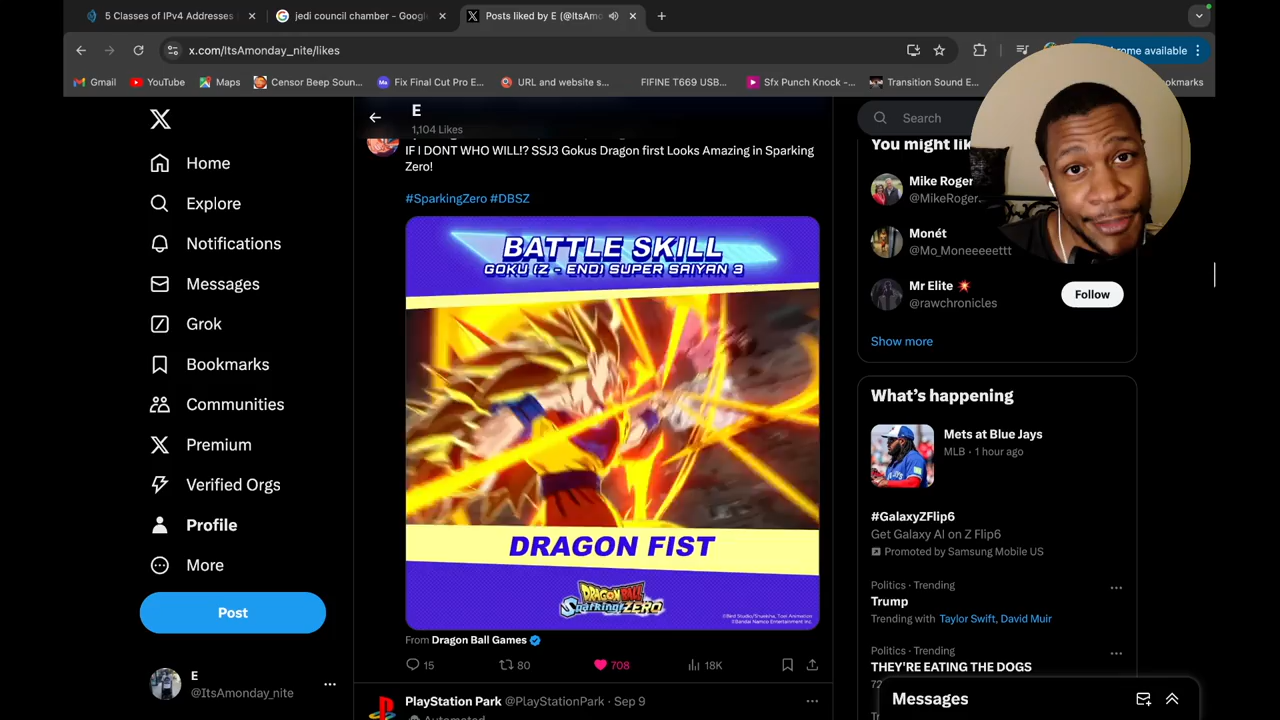 5 Classes of IPv4 Addresses
jedi council chamber - Goog
Posts liked by E (@ItsAmo
x.com/ItsAmonday_nite/likes
Gmail
YouTube
Maps
Censor Beep Soun...
Fix Final Cut Pro E...
URL and website s...
FIFINE T669 USB...
Sfx Punch Knock -...
Transition Sound E...
E
1,104 Likes
Home
Explore
Notifications
Messages
Grok
Bookmarks
Communities
Premium
Verified Orgs
Profile
More
Post
E
@ItsAmonday_nite
IF I DONT WHO WILL!? SSJ3 Gokus Dragon first Looks Amazing in Sparking
Zero!
#SparkingZero #DBSZ
BATTLE SKILL
GOKU (Z - END) SUPER SAIYAN 3
DRAGON FIST
DRAGON BALL
Sparking! ZERO
From Dragon Ball Games
15
80
708
18K
PlayStation Park @PlayStationPark · Sep 9
Search
You might lik
Mike Roger
@MikeRoger
Monét
@Mo_Moneeeeettt
Mr Elite
@rawchronicles
Follow
Show more
What's happening
Mets at Blue Jays
MLB · 1 hour ago
#GalaxyZFlip6
Get Galaxy AI on Z Flip6
Promoted by Samsung Mobile US
Politics · Trending
Trump
Trending with Taylor Swift, David Muir
Politics · Trending
THEY'RE EATING THE DOGS
Messages